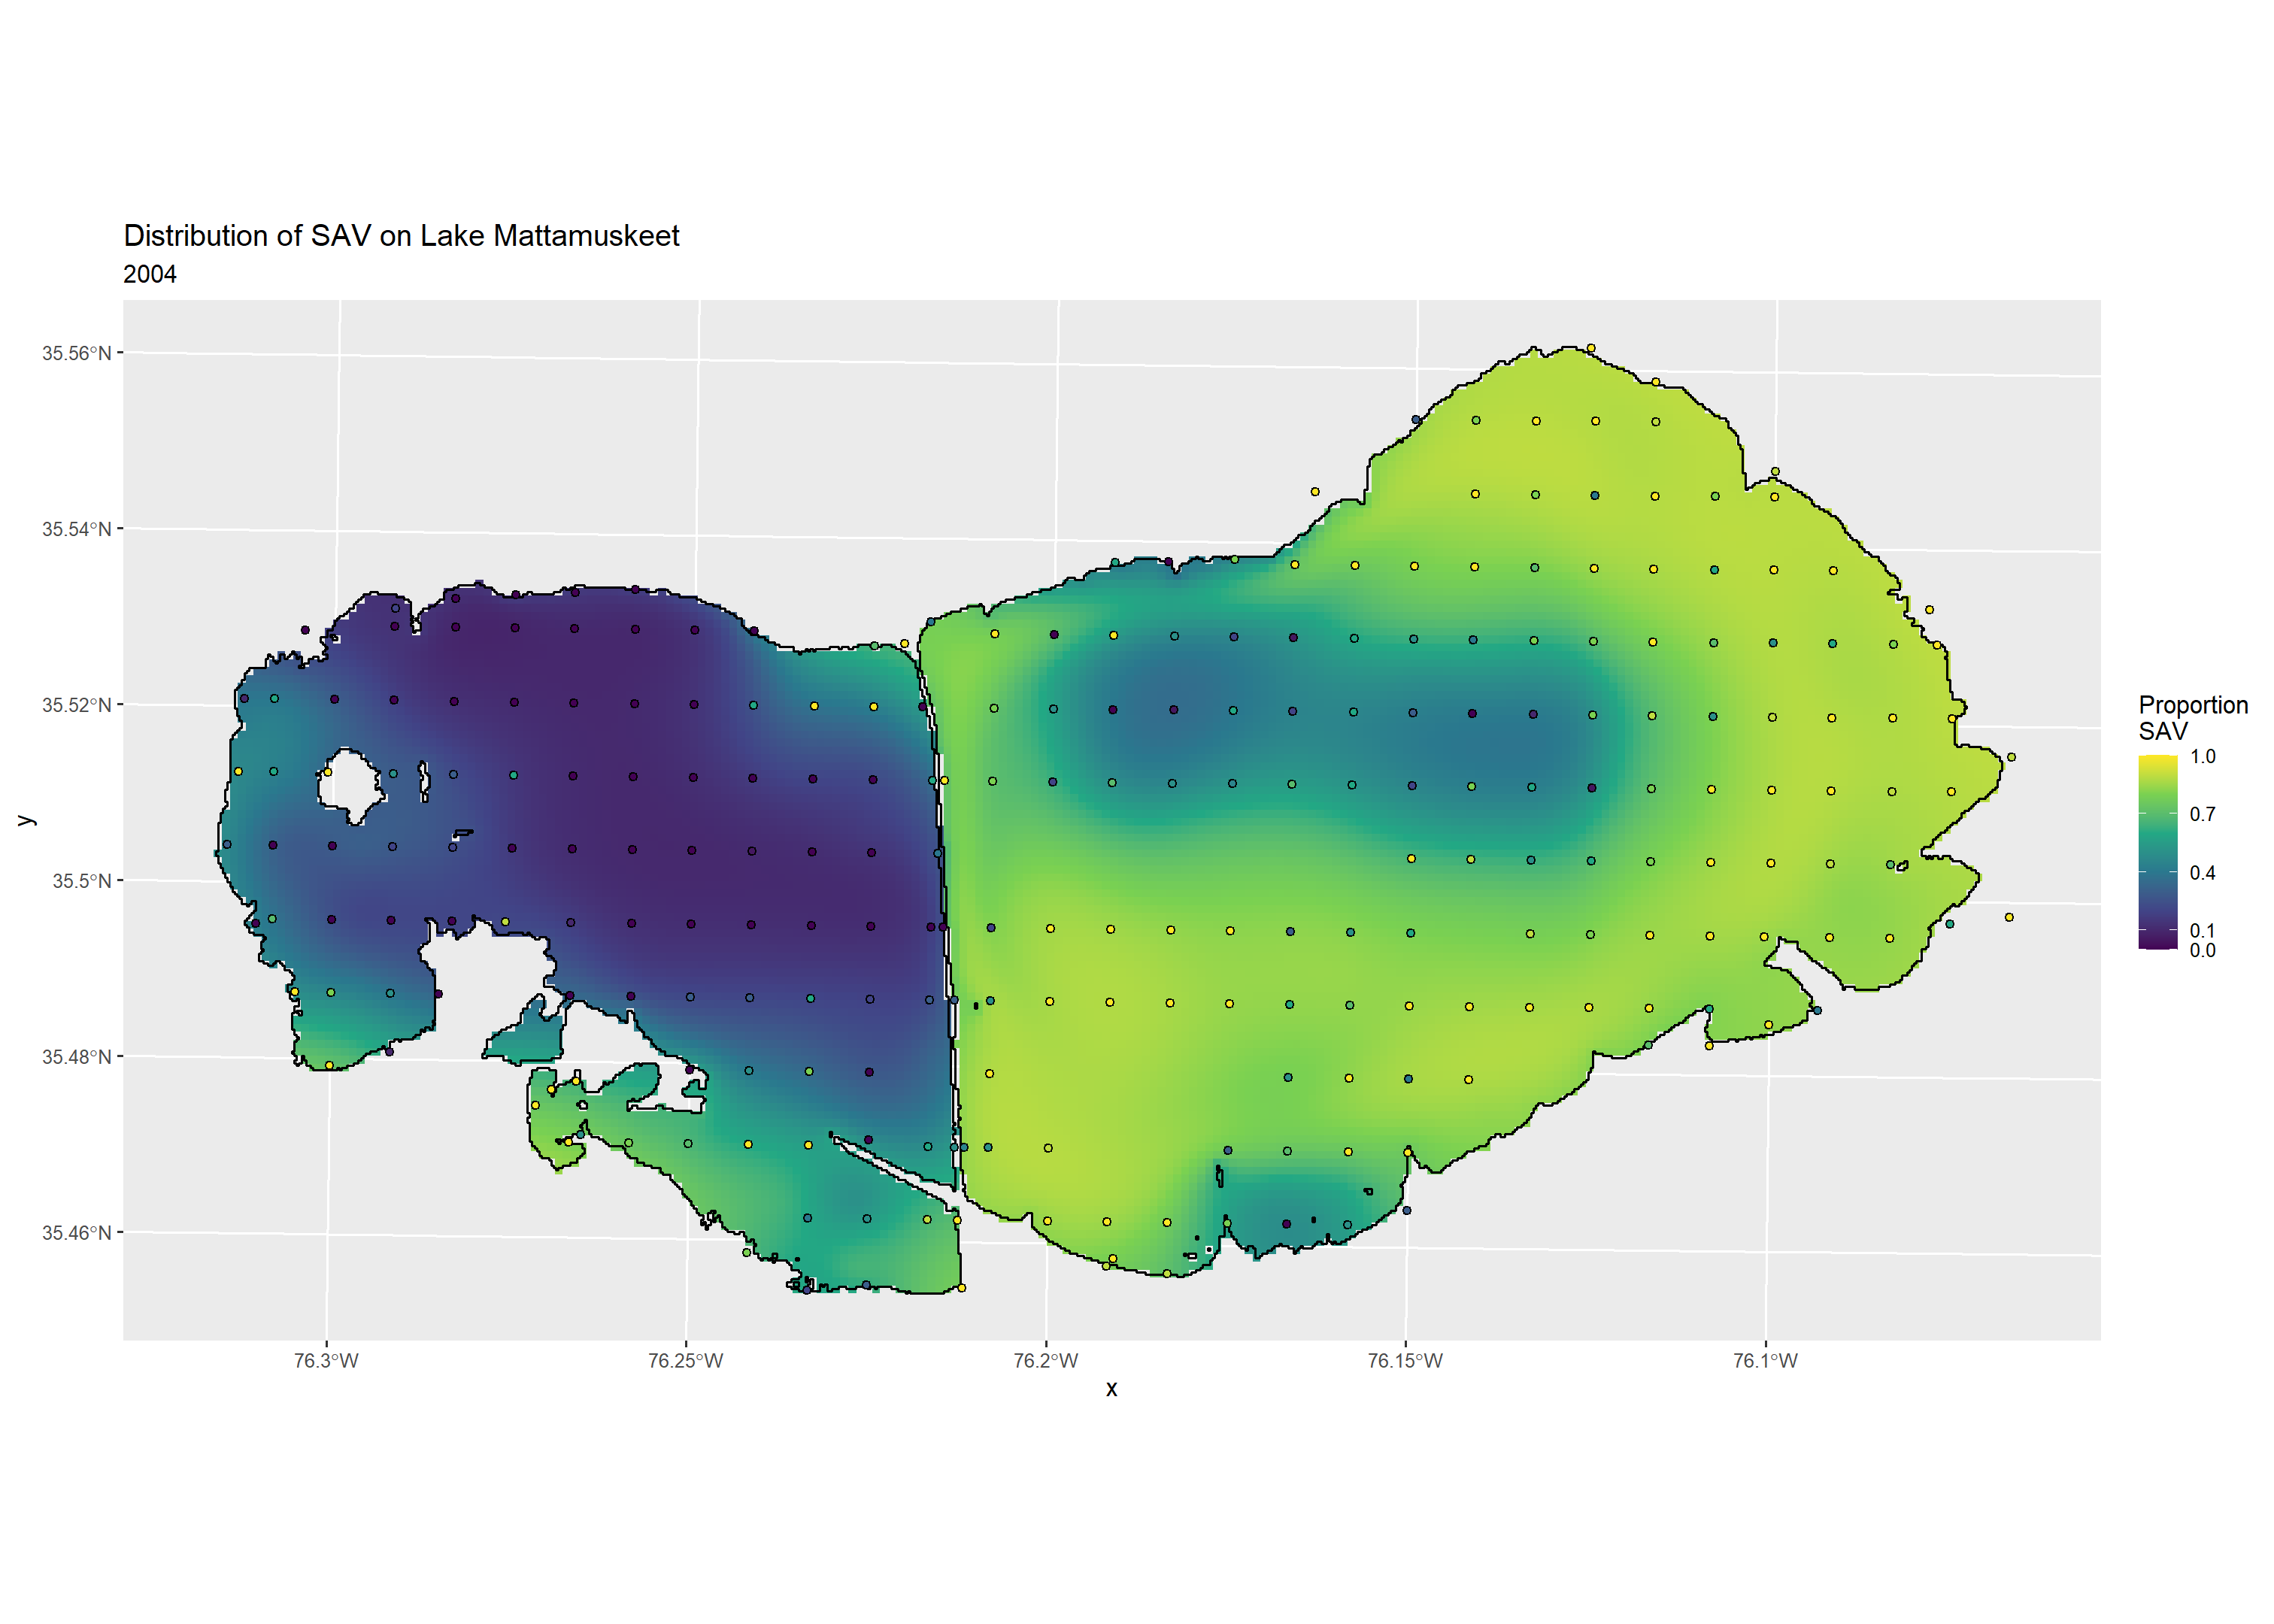 Distribution of SAV on Lake Mattamuskeet
2004
35.56°N
35.54°N
35.52°N
35.5°N
35.48°N
35.46°N
y
76.3°W
76.25°W
76.2°W
76.15°W
76.1°W
x
Proportion
SAV
1.0
0.7
0.4
0.1
0.0